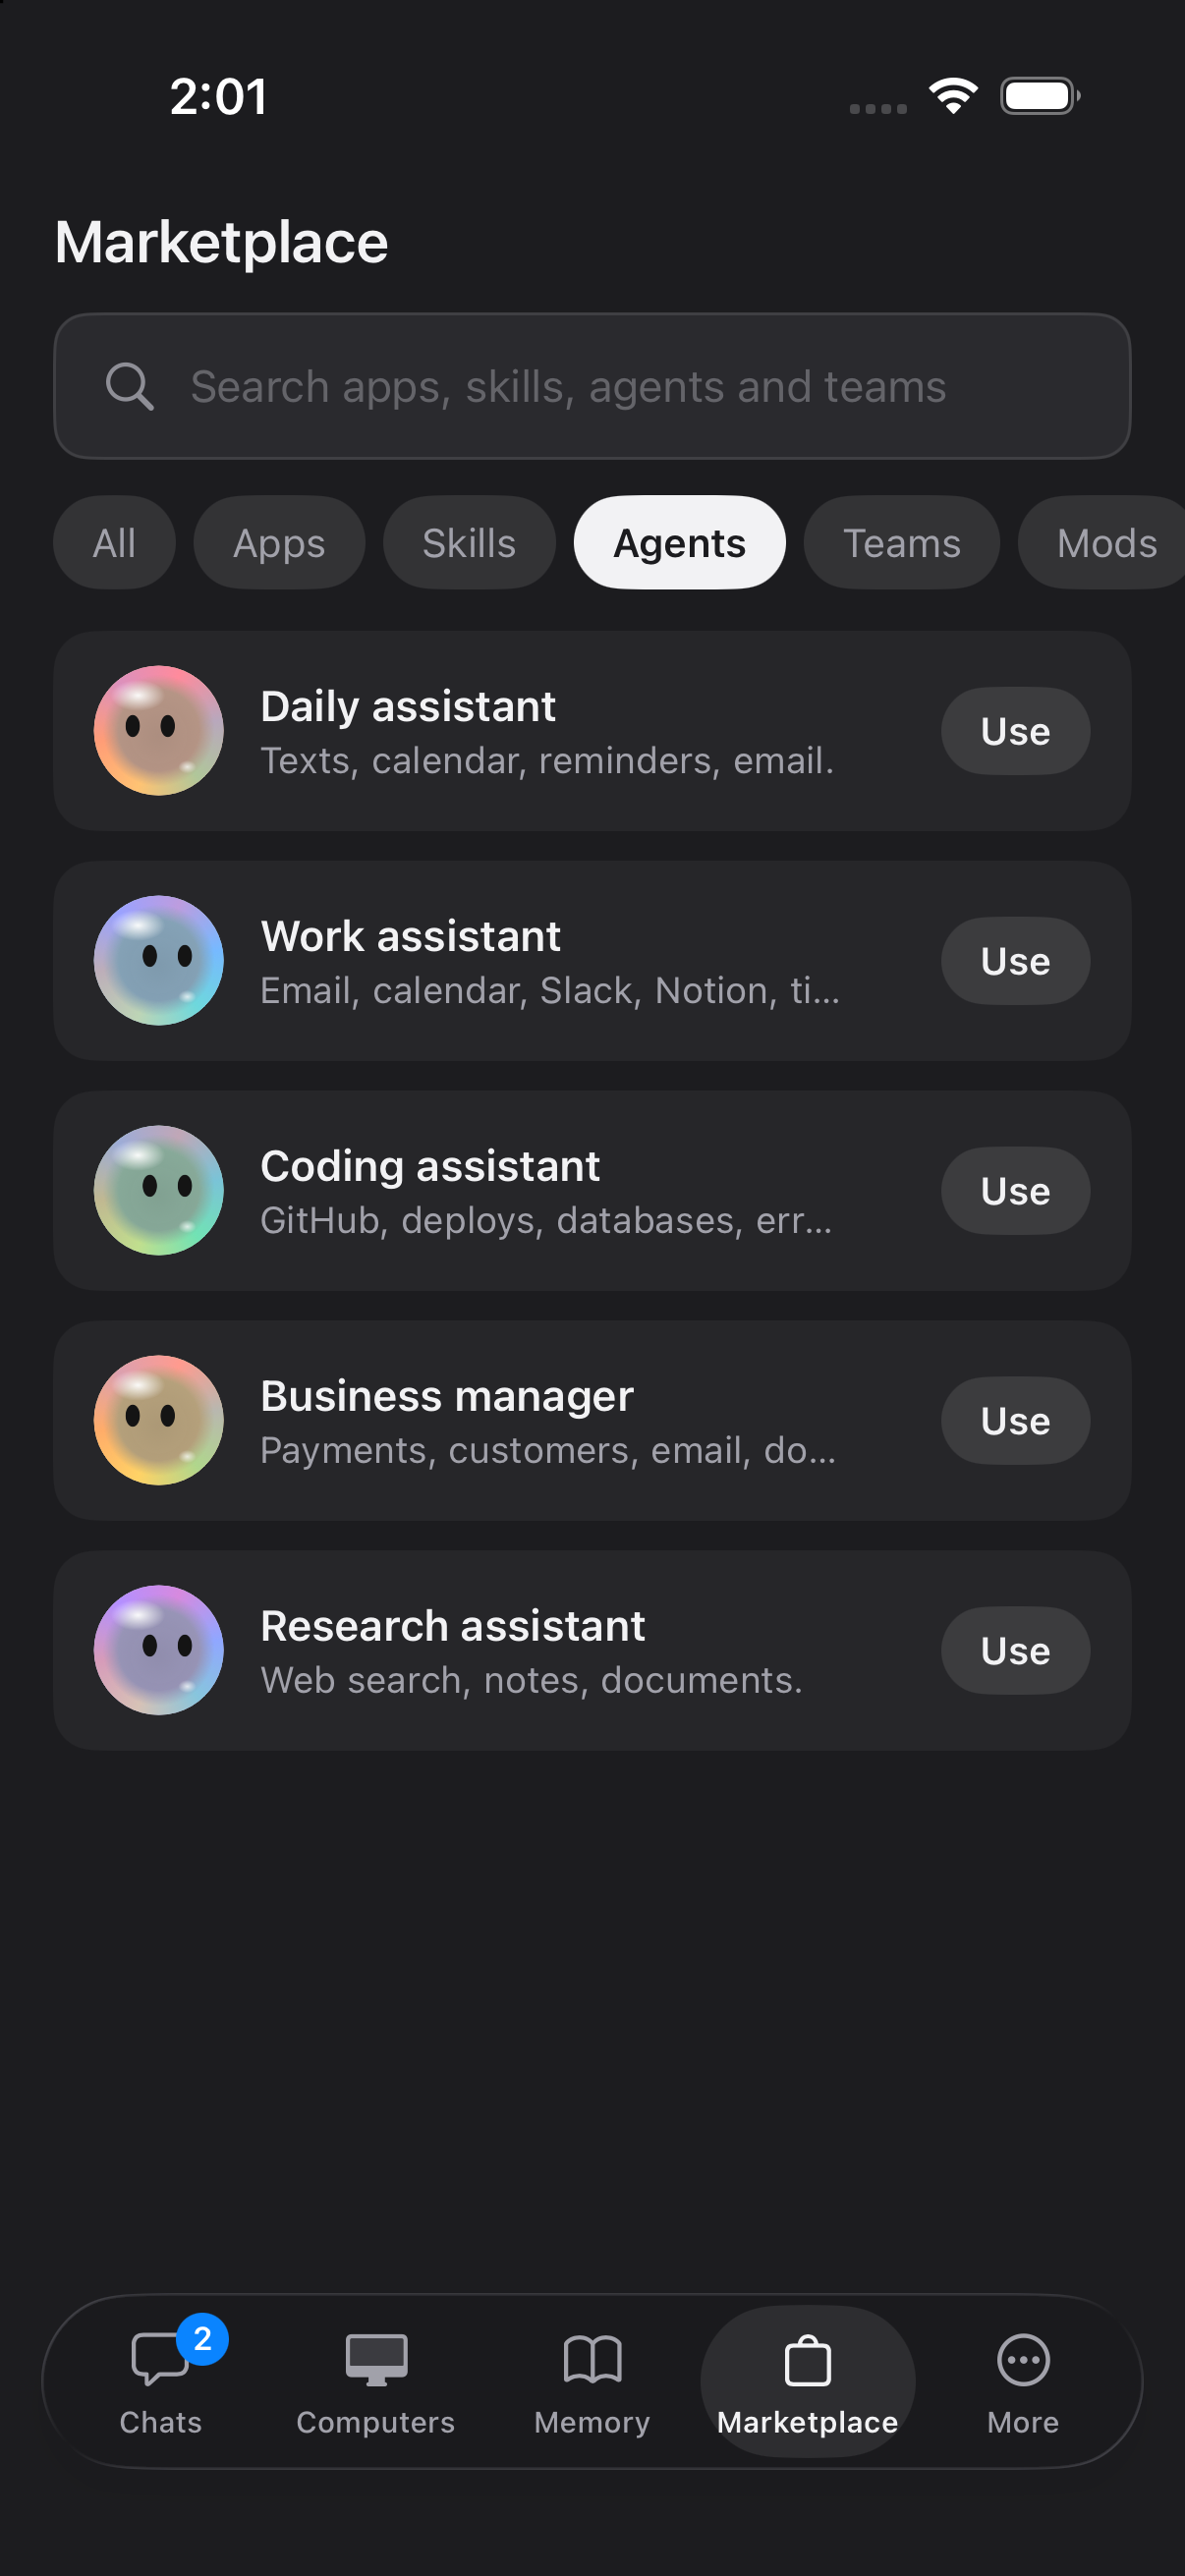 2:01
Marketplace
Search apps, skills, agents and teams
All Apps Skills Agents Teams Mods
Daily assistant
Texts, calendar, reminders, email.
Use
Work assistant
Email, calendar, Slack, Notion, ti...
Use
Coding assistant
GitHub, deploys, databases, err...
Use
Business manager
Payments, customers, email, do...
Use
Research assistant
Web search, notes, documents.
Use
2
Chats Computers Memory Marketplace More